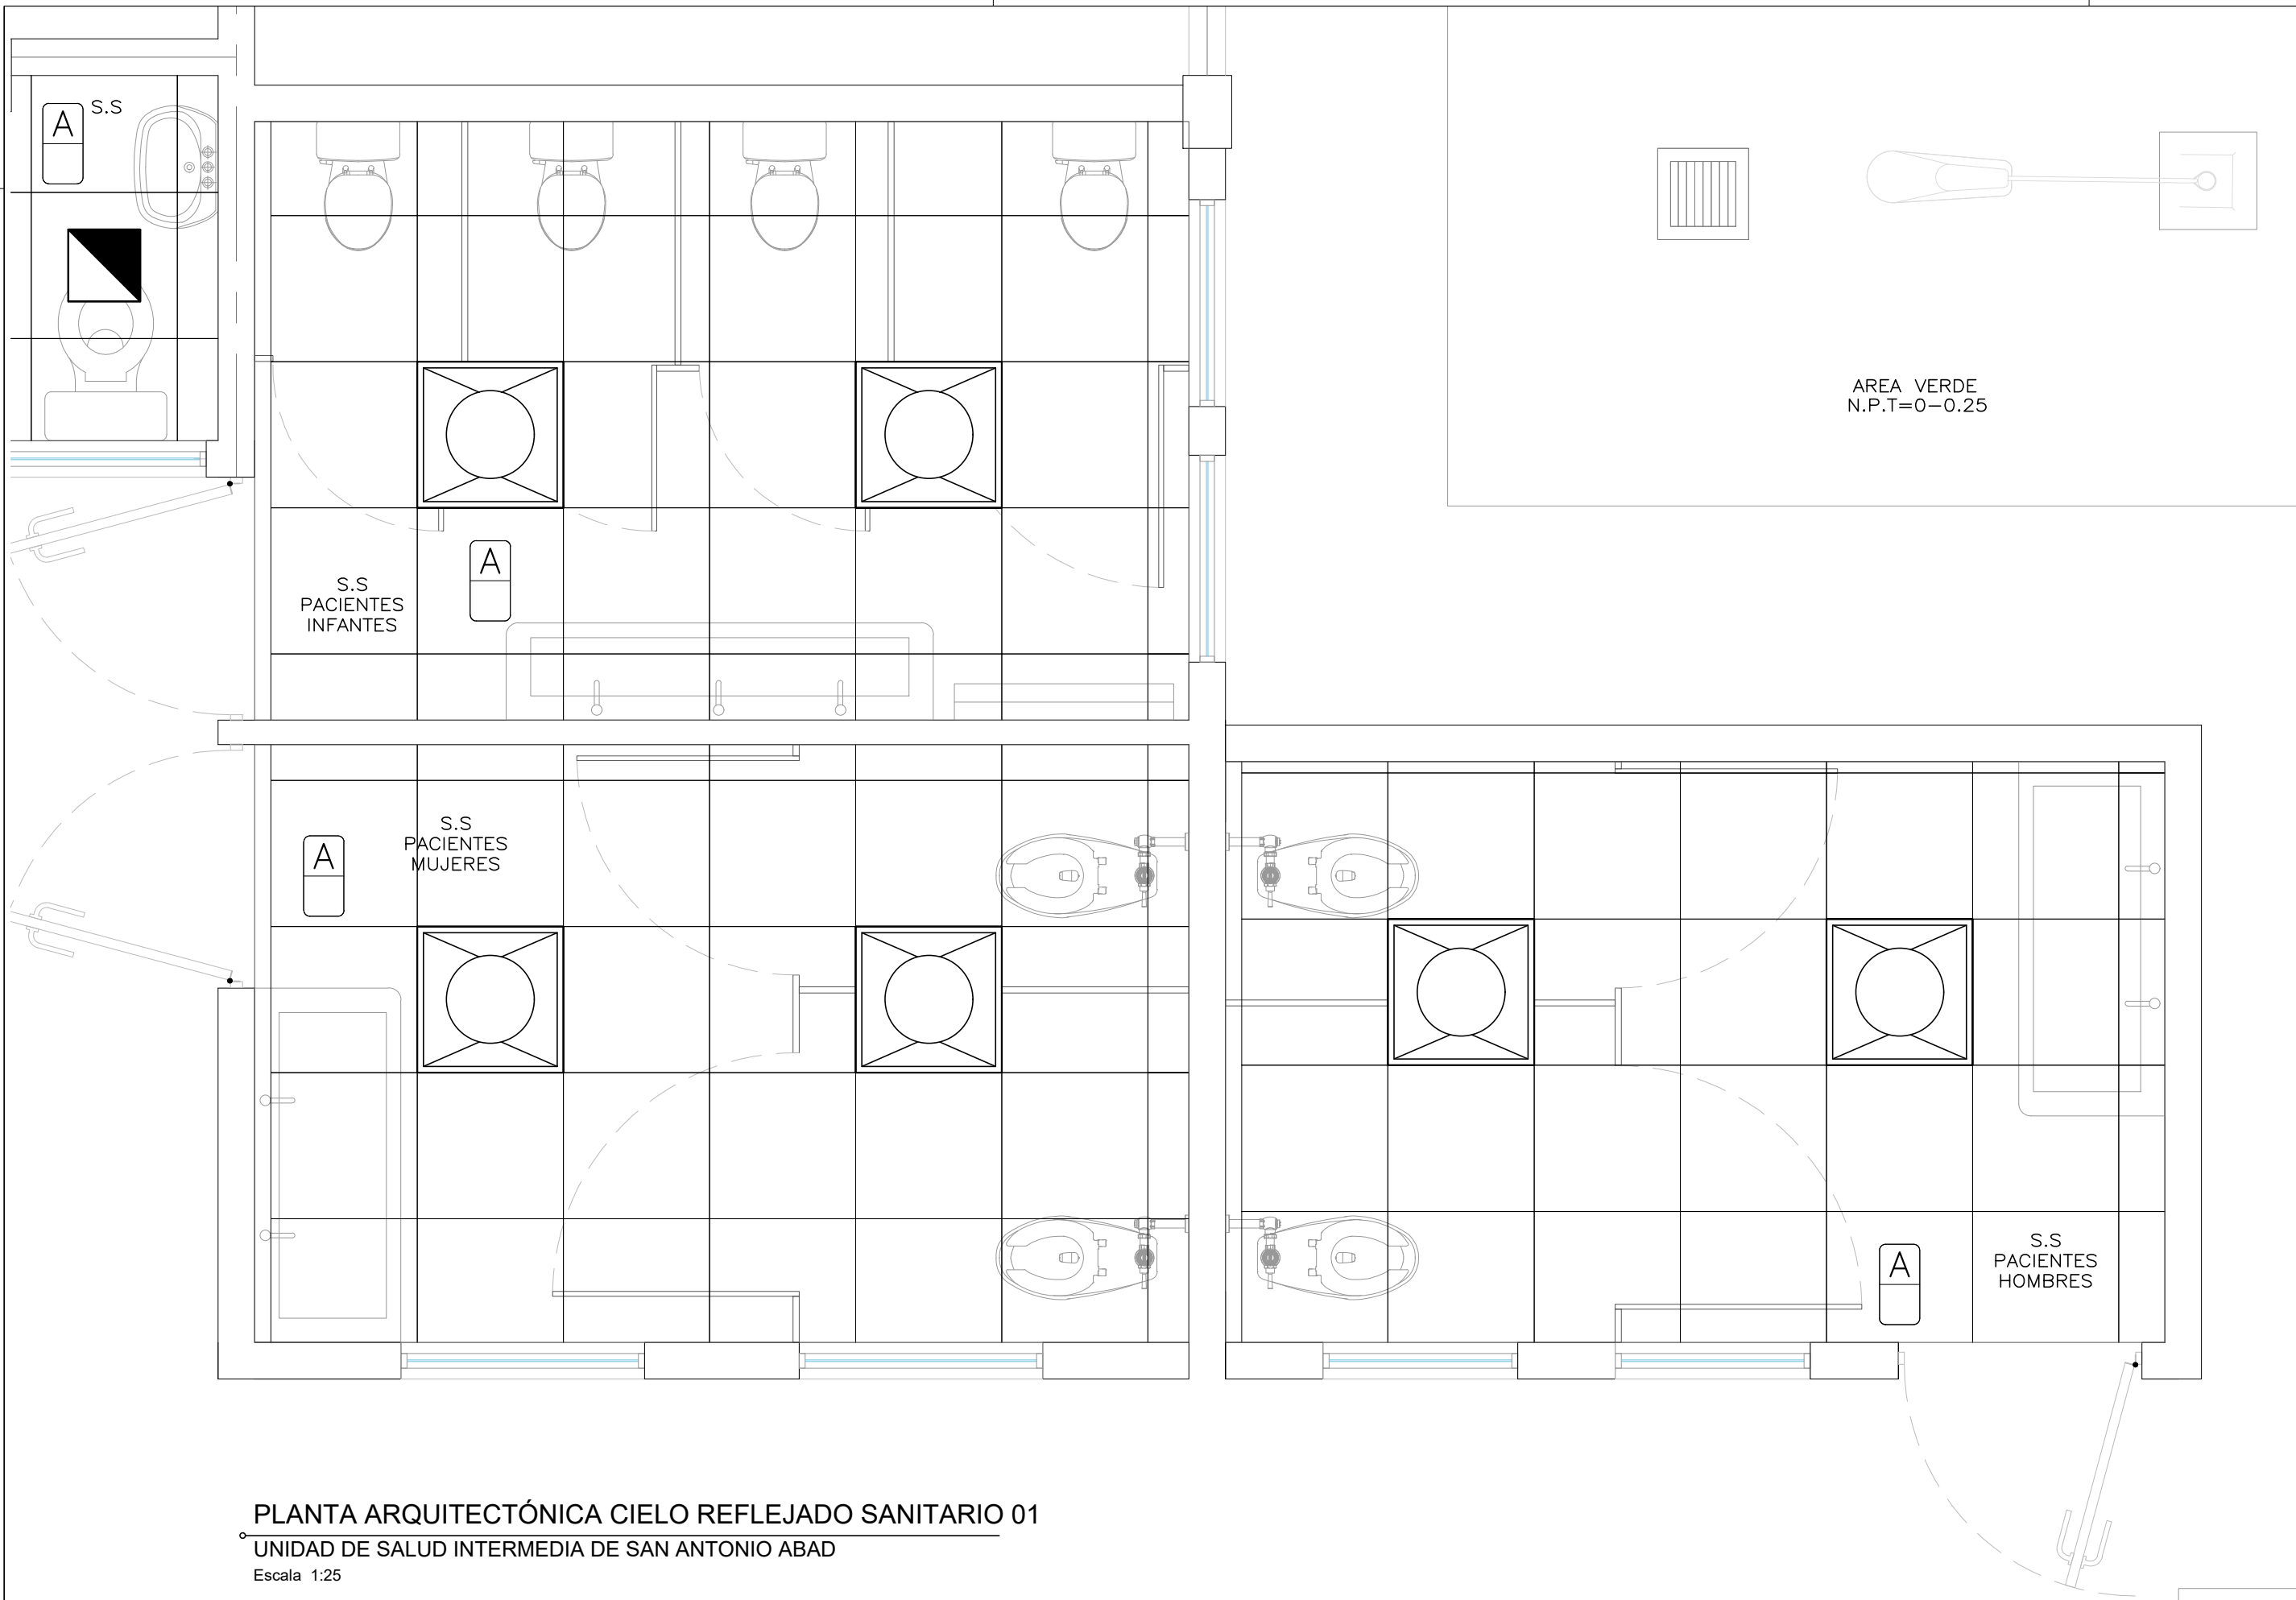 A
S.S
AREA VERDE
N.P.T=0-0.25
A
S.S
PACIENTES
INFANTES
S.S
PACIENTES
MUJERES
A
A
S.S
PACIENTES
HOMBRES
PLANTA ARQUITECTÓNICA CIELO REFLEJADO SANITARIO 01
UNIDAD DE SALUD INTERMEDIA DE SAN ANTONIO ABAD
Escala 1:25